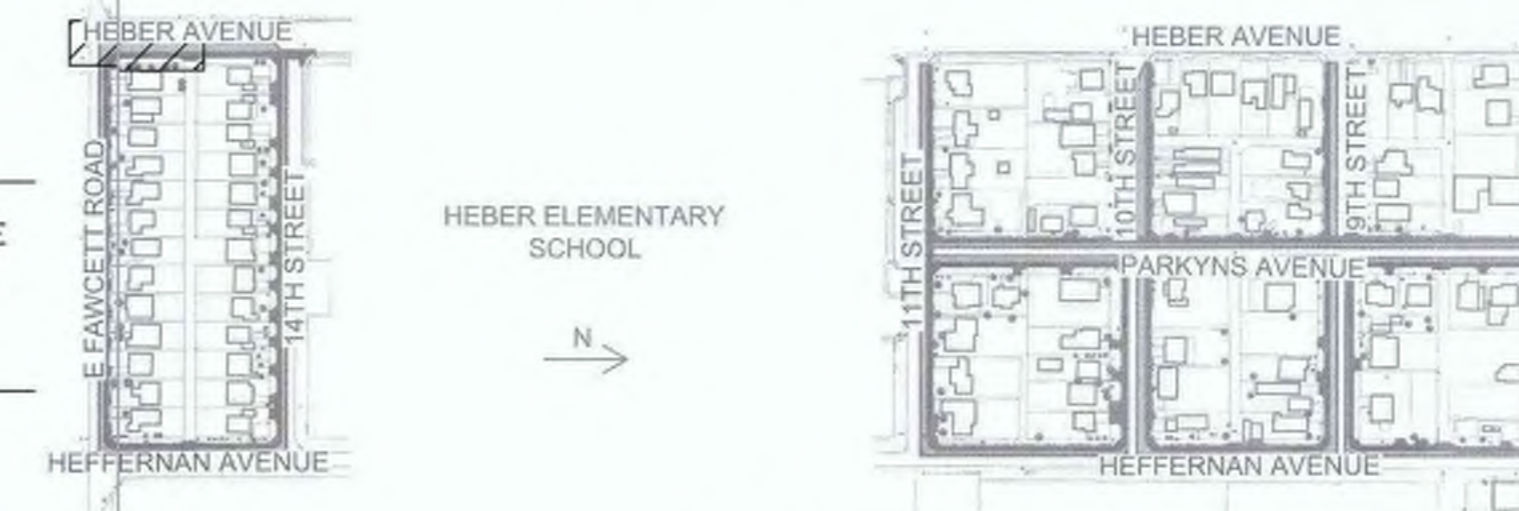 HEBER AVENUE
E FAWCETT ROAD
14TH STREET
HEFFERNAN AVENUE
HEBER ELEMENTARY
SCHOOL
N
HEBER AVENUE
11TH STREET
10TH STREET
9TH STREET
PARKYNS AVENUE
HEFFERNAN AVENUE